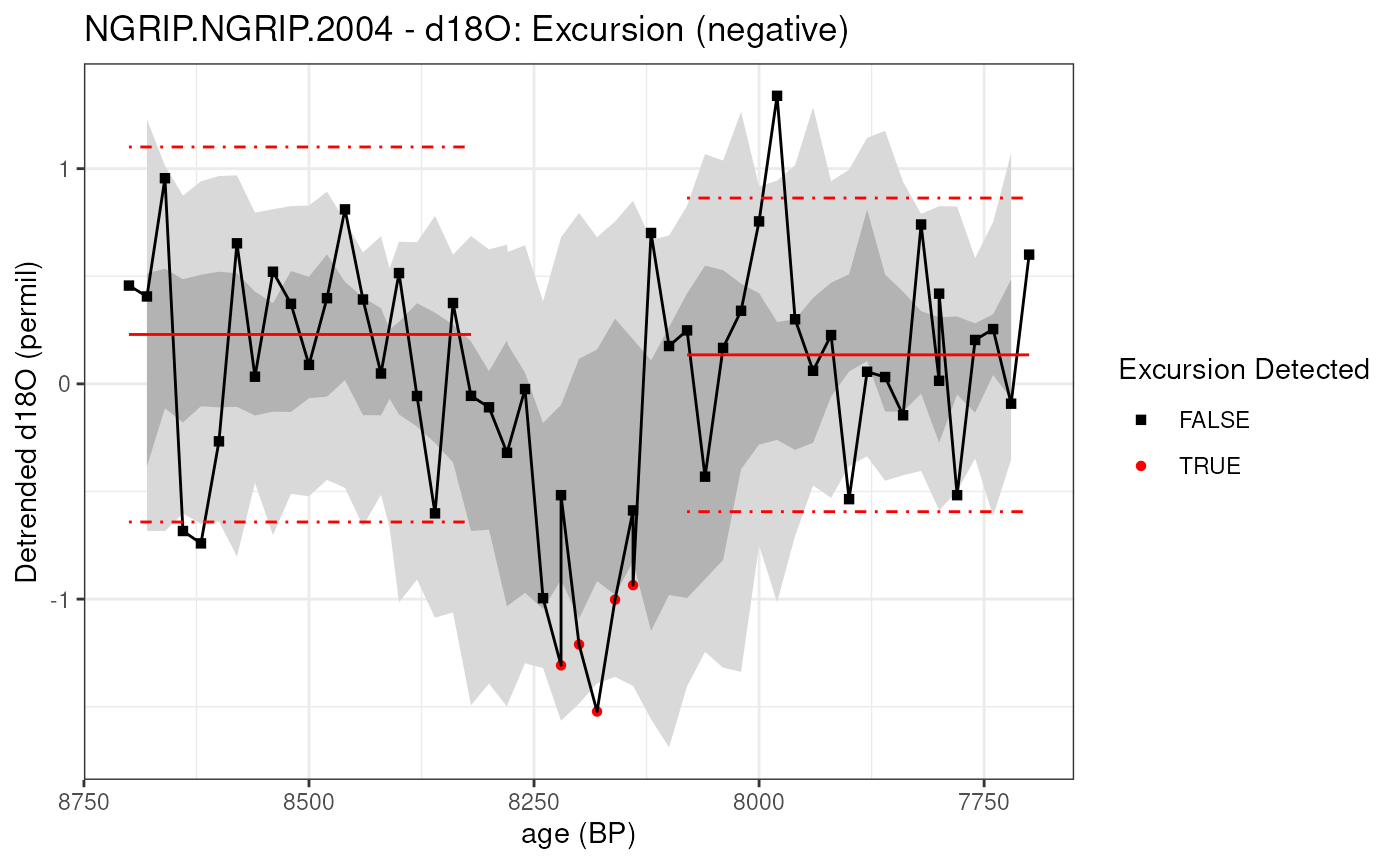 NGRIP.NGRIP.2004 - d18O: Excursion (negative)
Detrended d18O (permil)
1
0
-1
8750 8500 8250 8000 7750
age (BP)
Excursion Detected
FALSE
TRUE